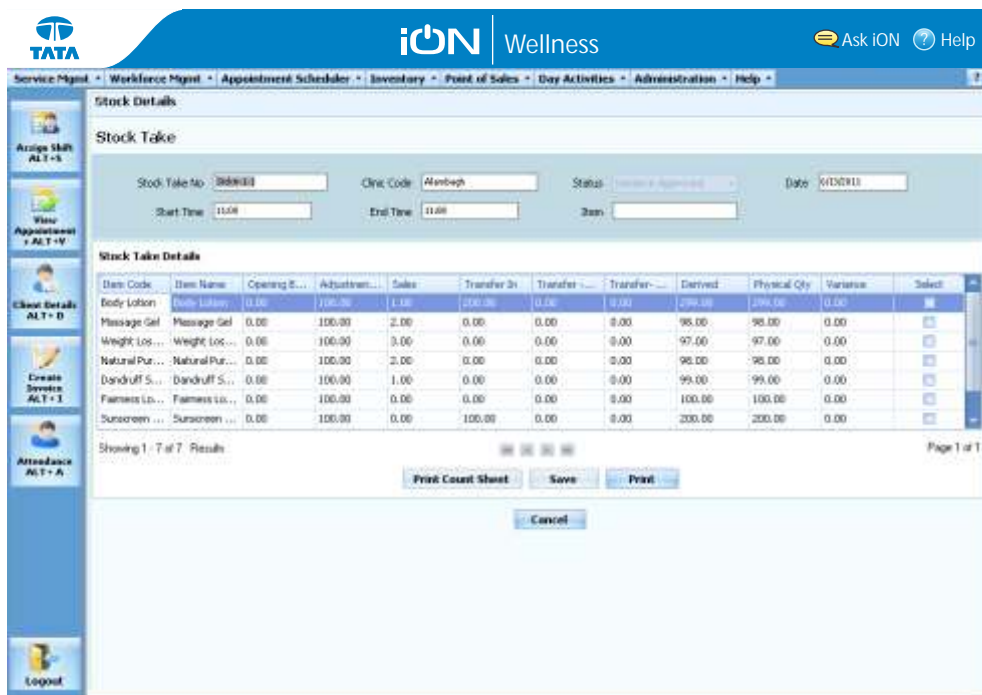 TATA
iON | Wellness
Ask iON ? Help
Service Mgmt Workforce Mgmt Appointment Scheduler Inventory Point of Sales Day Activities Administration Help ?
Stock Details
Stock Take
Assign Shift
ALT+S
Stock Take No Clinic Code Alambagh Status Date 6/15/2011
Start Time 11.00 End Time 11.00 Item
View
Appointment
s ALT+V
Stock Take Details
Item Code Item Name Opening B... Adjustmen... Sales Transfer In Transfer -... Transfer-... Derived Physical Qty Variance Select
Body Lotion Body Lotion 0.00 100.00 1.00 200.00 0.00 0.00 299.00 299.00 0.00
Massage Gel Massage Gel 0.00 100.00 2.00 0.00 0.00 0.00 98.00 98.00 0.00
Weight Los... Weight Los... 0.00 100.00 3.00 0.00 0.00 0.00 97.00 97.00 0.00
Natural Pur... Natural Pur... 0.00 100.00 2.00 0.00 0.00 0.00 98.00 98.00 0.00
Dandruff S... Dandruff S... 0.00 100.00 1.00 0.00 0.00 0.00 99.00 99.00 0.00
Fairness Lo... Fairness Lo... 0.00 100.00 0.00 0.00 0.00 0.00 100.00 100.00 0.00
Sunscreen ... Sunscreen ... 0.00 100.00 0.00 100.00 0.00 0.00 200.00 200.00 0.00
Client Details
ALT+D
Create
Invoice
ALT+I
Attendance
ALT+A
Showing 1 - 7 of 7 Results Page 1 of 1
Print Count Sheet Save Print
Cancel
Logout